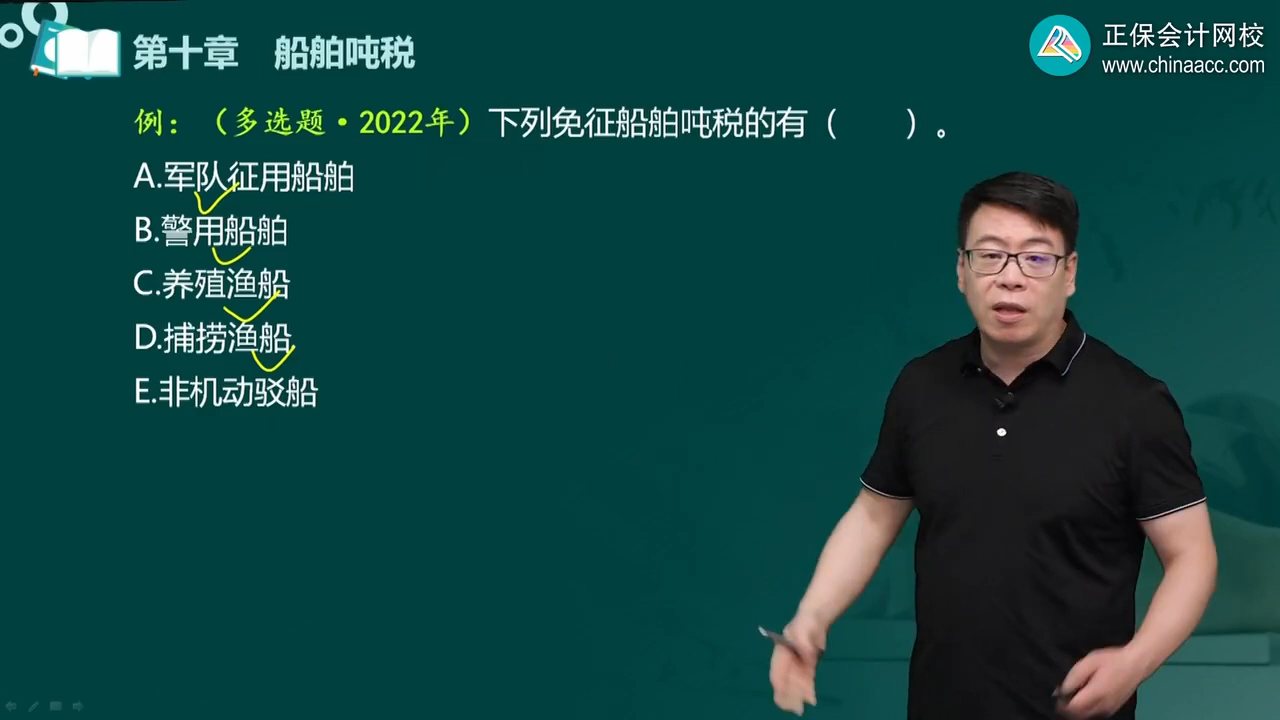 第十章 船舶吨税
正保会计网校
www.chinaacc.com
例：（多选题·2022年）下列免征船舶吨税的有（ ）。
A.军队征用船舶
B.警用船舶
C.养殖渔船
D.捕捞渔船
E.非机动驳船